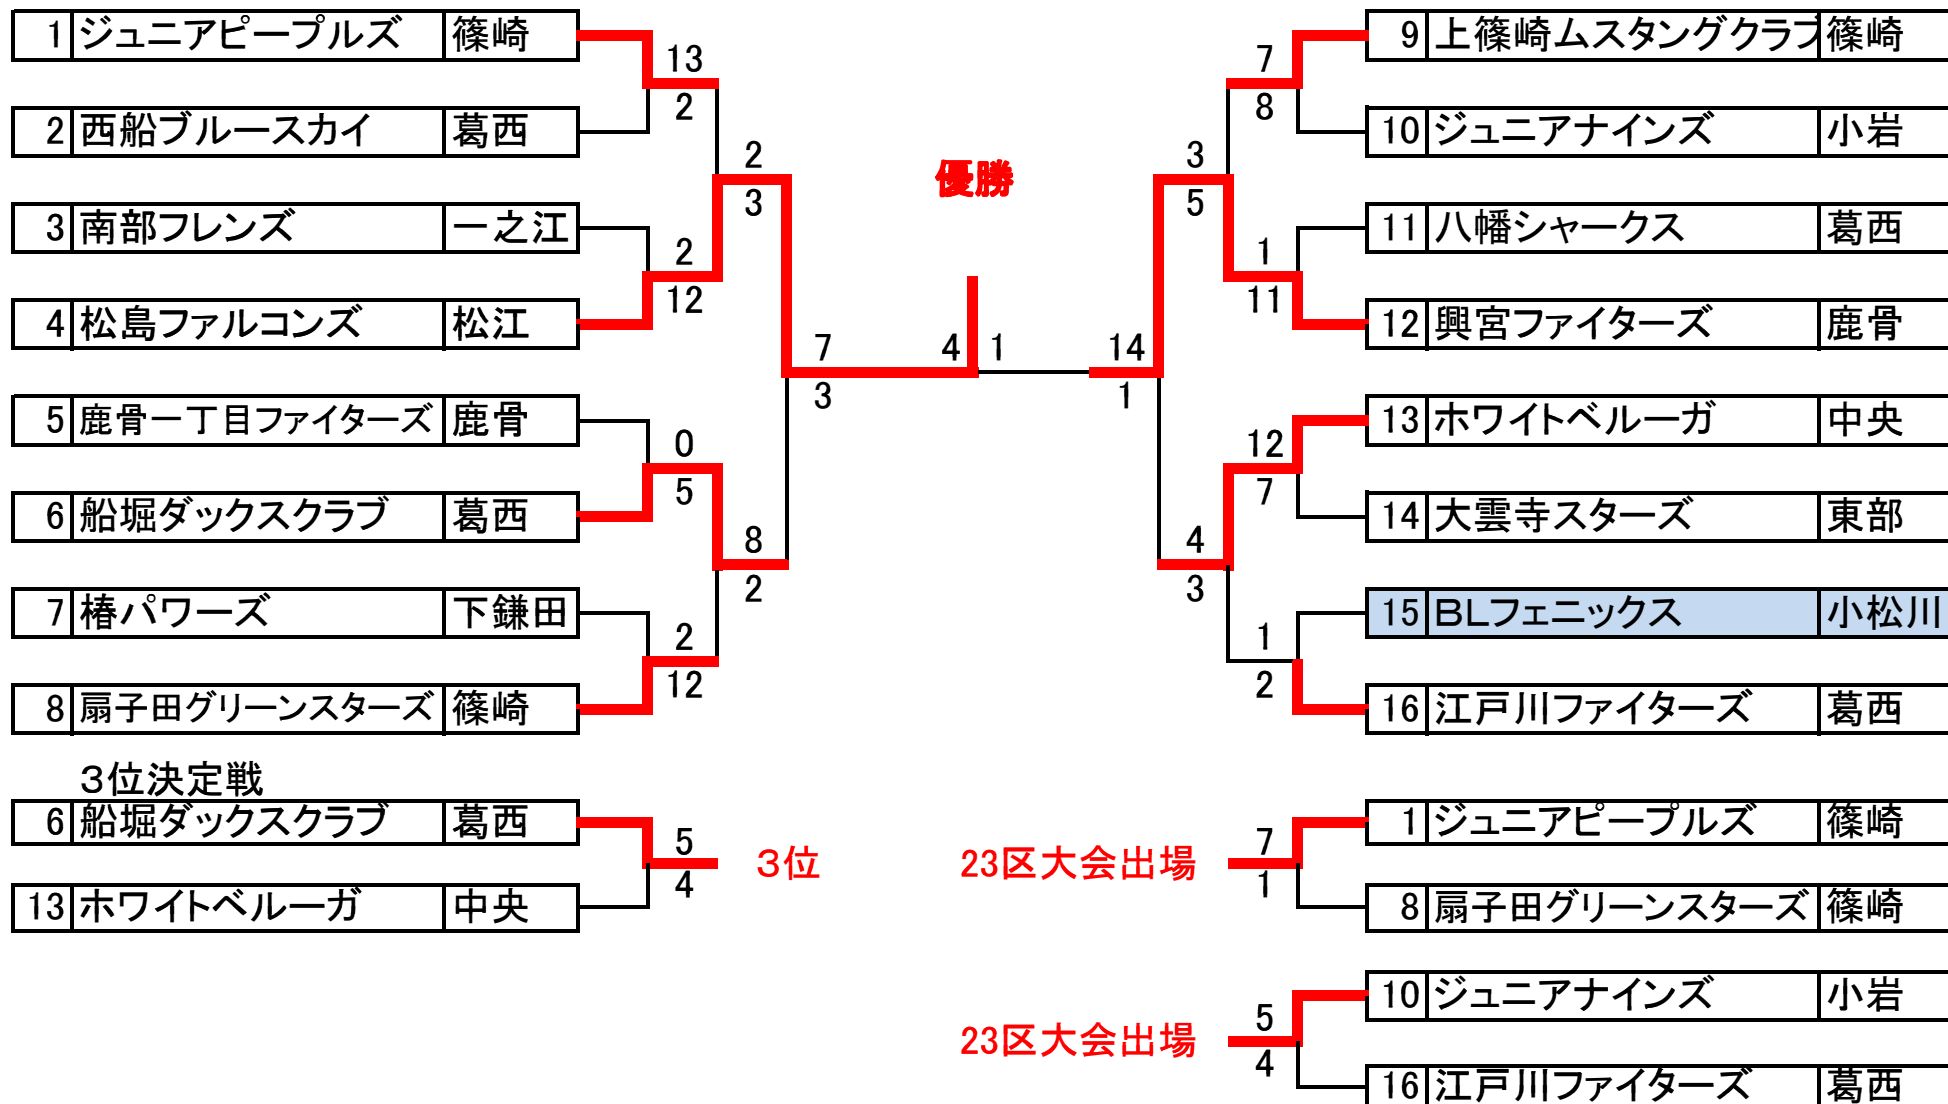 1 ジュニアピープルズ 篠崎
13
2
2 西船ブルースカイ 葛西
2
3
3 南部フレンズ 一之江
2
12
4 松島ファルコンズ 松江
7
3
5 鹿骨一丁目ファイターズ 鹿骨
0
5
6 船堀ダックスクラブ 葛西
8
2
7 椿パワーズ 下鎌田
2
12
8 扇子田グリーンスターズ 篠崎
優勝
4 1
9 上篠崎ムスタングクラブ 篠崎
7
8
10 ジュニアナインズ 小岩
3
5
11 八幡シャークス 葛西
1
11
12 興宮ファイターズ 鹿骨
14
1
13 ホワイトベルーガ 中央
12
7
14 大雲寺スターズ 東部
4
3
15 BLフェニックス 小松川
1
2
16 江戸川ファイターズ 葛西
3位決定戦
6 船堀ダックスクラブ 葛西
5
4
3位
13 ホワイトベルーガ 中央
1 ジュニアピープルズ 篠崎
23区大会出場
7
1
8 扇子田グリーンスターズ 篠崎
10 ジュニアナインズ 小岩
23区大会出場
5
4
16 江戸川ファイターズ 葛西